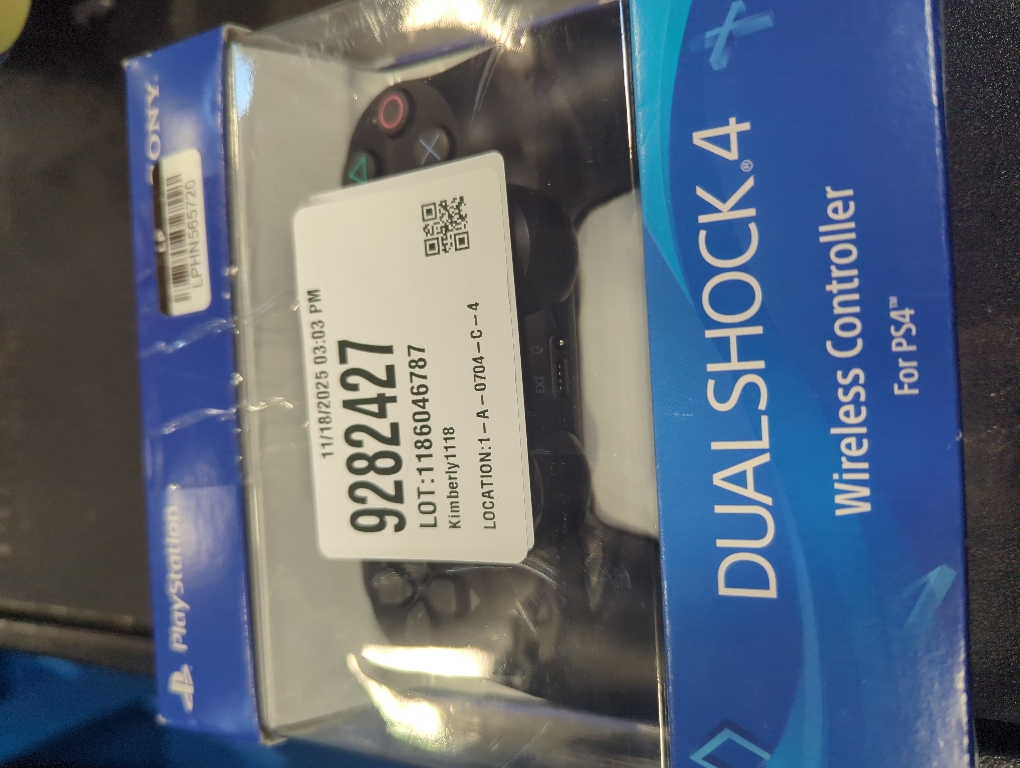 PlayStation
SONY
LPHN565720
11/18/2025 03:03 PM
9282427
LOT:1186046787
Kimberly1118
LOCATION:1-A-0704-C-4
EXT
DUALSHOCK®4
Wireless Controller
For PS4™